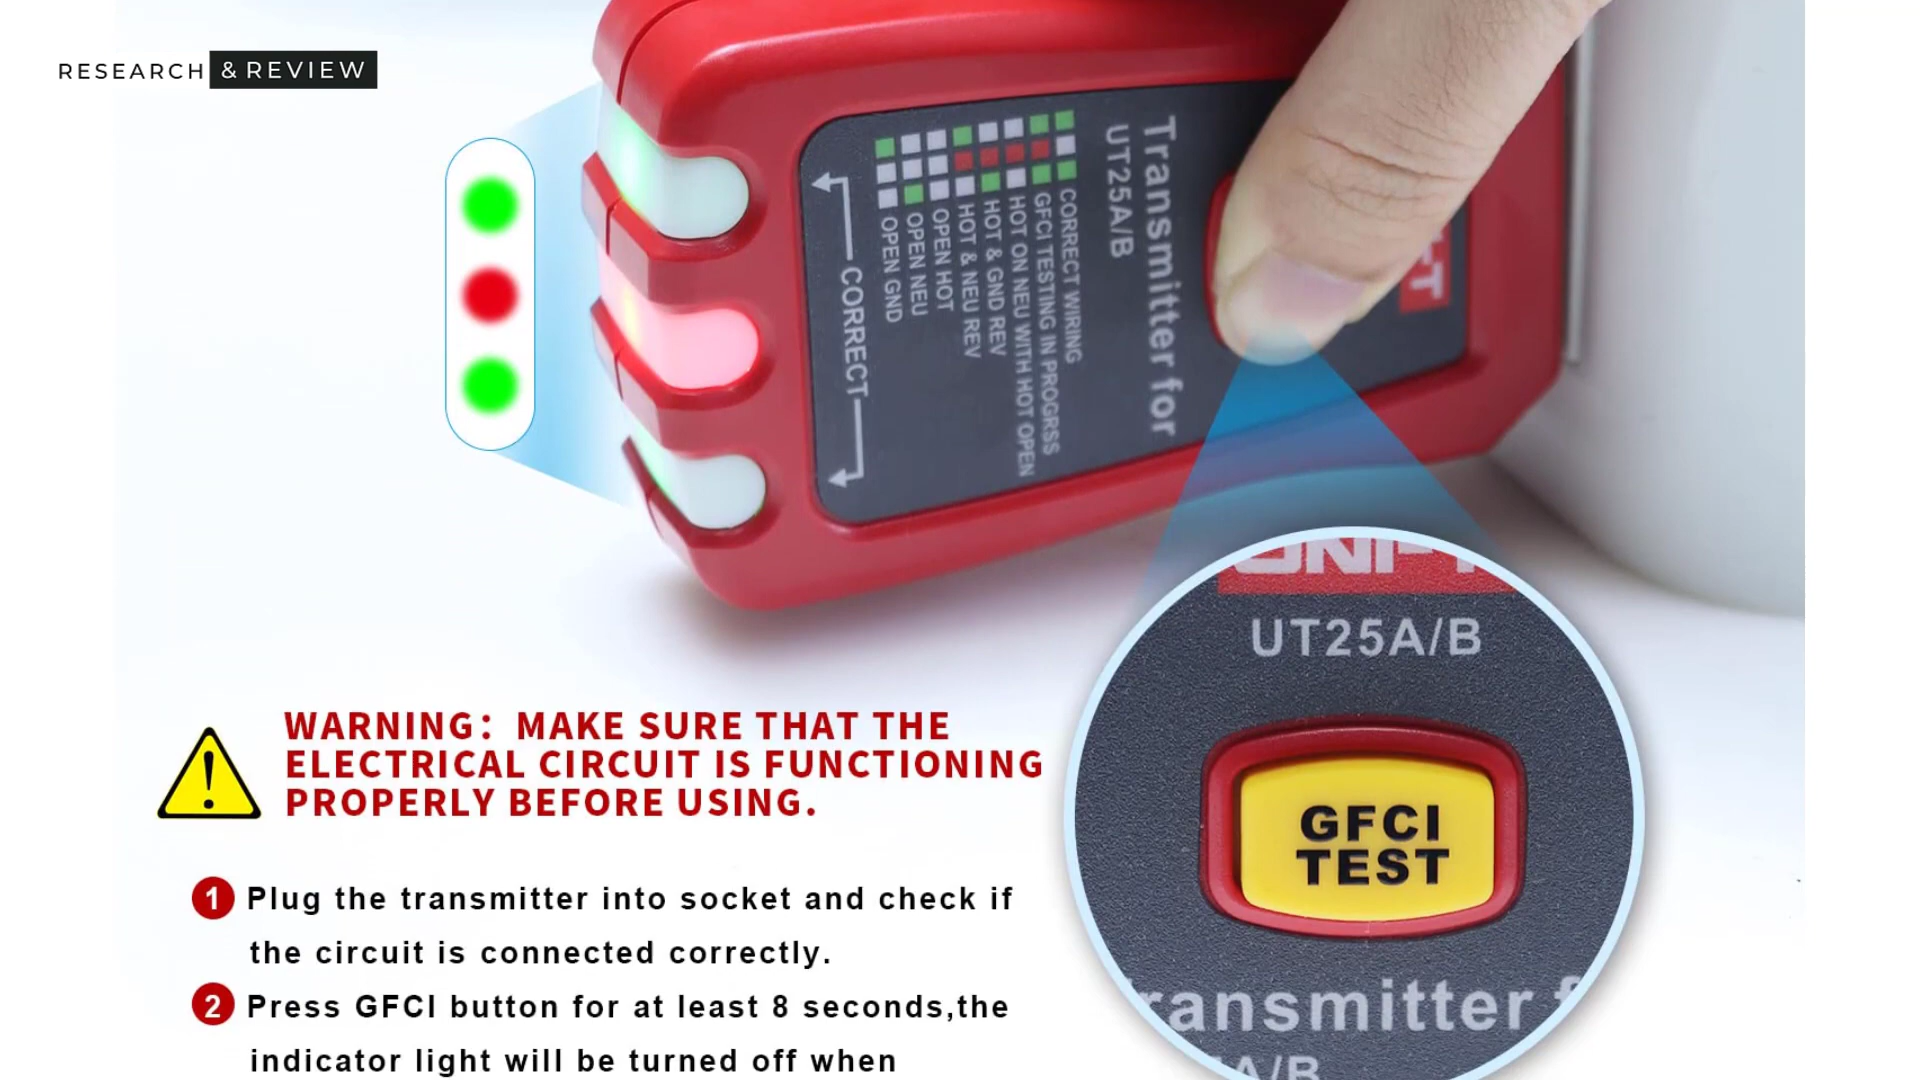 RESEARCH & REVIEW
CORRECT WIRING
GFCI TESTING IN PROGRSS
HOT ON NEU WITH HOT OPEN
HOT & GND REV
HOT & NEU REV
OPEN HOT
OPEN NEU
OPEN GND
CORRECT
Transmitter for
UT25A/B
UT25A/B
GFCI
TEST
WARNING: MAKE SURE THAT THE
ELECTRICAL CIRCUIT IS FUNCTIONING
PROPERLY BEFORE USING.
1 Plug the transmitter into socket and check if
the circuit is connected correctly.
2 Press GFCI button for at least 8 seconds,the
indicator light will be turned off when